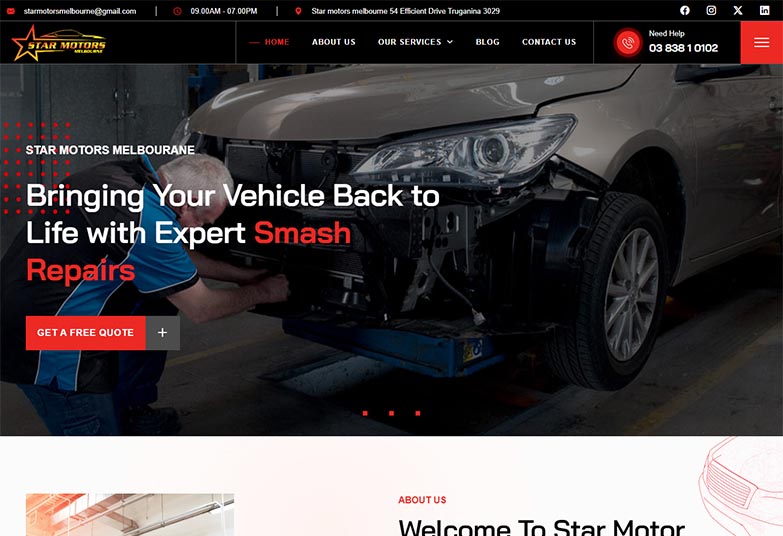 starmotorsmelbourne@gmail.com
09.00AM - 07.00PM
Star motors melbourne 54 Efficient Drive Truganina 3029
STAR MOTORS
MELBOURNE
HOME
ABOUT US
OUR SERVICES
BLOG
CONTACT US
Need Help
03 838 1 0102
STAR MOTORS MELBOURANE
Bringing Your Vehicle Back to
Life with Expert Smash
Repairs
GET A FREE QUOTE
ABOUT US
Welcome To Star Motor